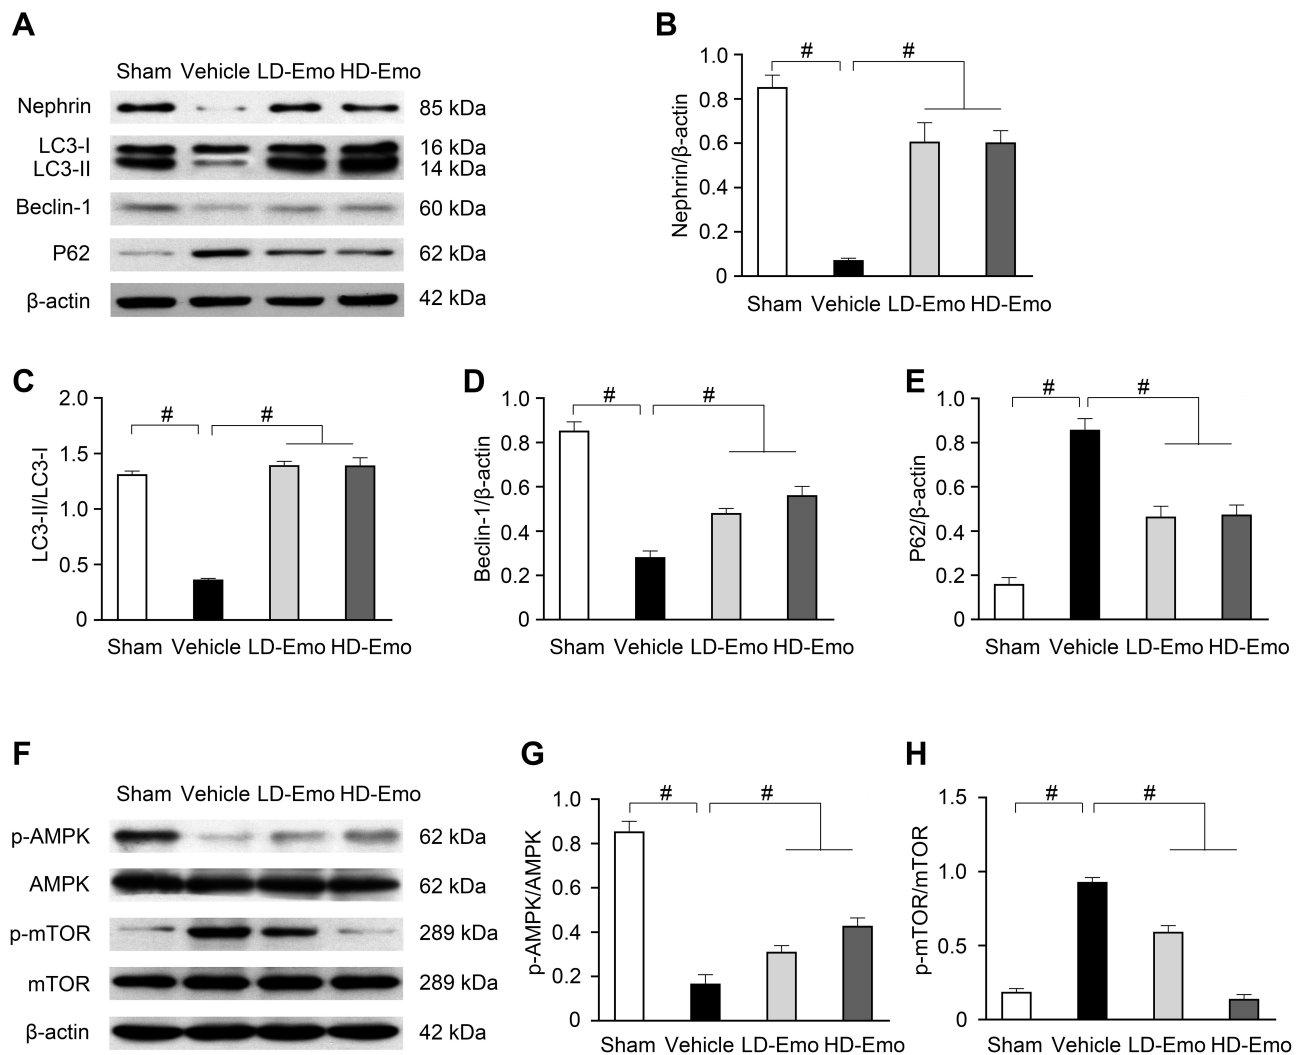 A
Sham Vehicle LD-Emo HD-Emo
Nephrin 85 kDa
LC3-I 16 kDa
LC3-II 14 kDa
Beclin-1 60 kDa
P62 62 kDa
β-actin 42 kDa
B
Nephrin/β-actin
1.0
0.8
0.6
0.4
0.2
0
# #
Sham Vehicle LD-Emo HD-Emo
C
LC3-II/LC3-I
2.0
1.5
1.0
0.5
0
# #
Sham Vehicle LD-Emo HD-Emo
D
Beclin-1/β-actin
1.0
0.8
0.6
0.4
0.2
0
# #
Sham Vehicle LD-Emo HD-Emo
E
P62/β-actin
1.0
0.8
0.6
0.4
0.2
0
# #
Sham Vehicle LD-Emo HD-Emo
F
Sham Vehicle LD-Emo HD-Emo
p-AMPK 62 kDa
AMPK 62 kDa
p-mTOR 289 kDa
mTOR 289 kDa
β-actin 42 kDa
G
p-AMPK/AMPK
1.0
0.8
0.6
0.4
0.2
0
# #
Sham Vehicle LD-Emo HD-Emo
H
p-mTOR/mTOR
1.5
1.0
0.5
0
# #
Sham Vehicle LD-Emo HD-Emo